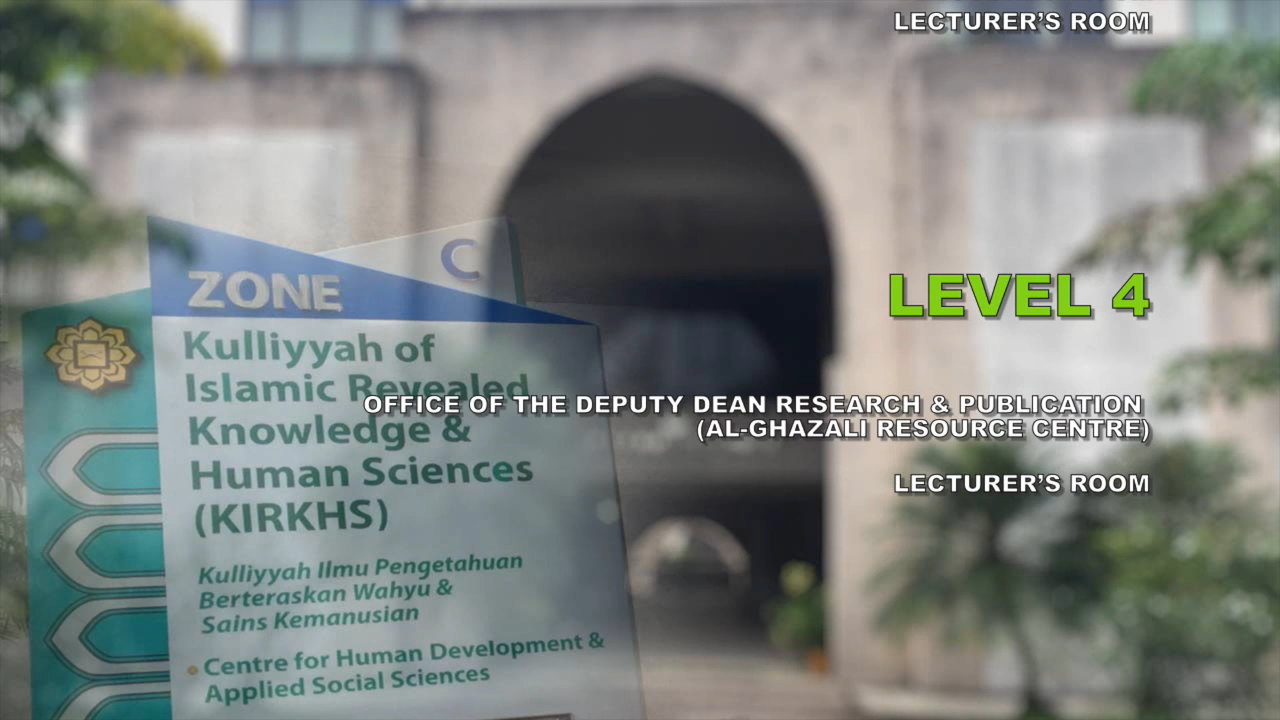 LECTURER’S ROOM
ZONE
C
Kulliyyah of
Islamic Revealed
Knowledge &
Human Sciences
(KIRKHS)
Kulliyyah Ilmu Pengetahuan
Berteraskan Wahyu &
Sains Kemanusian
Centre for Human Development &
Applied Social Sciences
LEVEL 4
OFFICE OF THE DEPUTY DEAN RESEARCH & PUBLICATION
(AL-GHAZALI RESOURCE CENTRE)
LECTURER’S ROOM